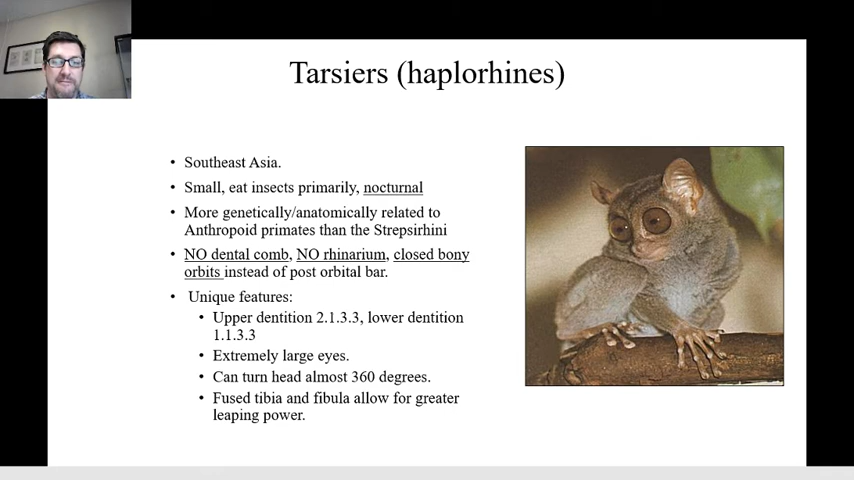 Tarsiers (haplorhines)
• Southeast Asia.
• Small, eat insects primarily, nocturnal
• More genetically/anatomically related to
Anthropoid primates than the Strepsirhini
• NO dental comb, NO rhinarium, closed bony
orbits instead of post orbital bar.
• Unique features:
• Upper dentition 2.1.3.3, lower dentition
1.1.3.3
• Extremely large eyes.
• Can turn head almost 360 degrees.
• Fused tibia and fibula allow for greater
leaping power.